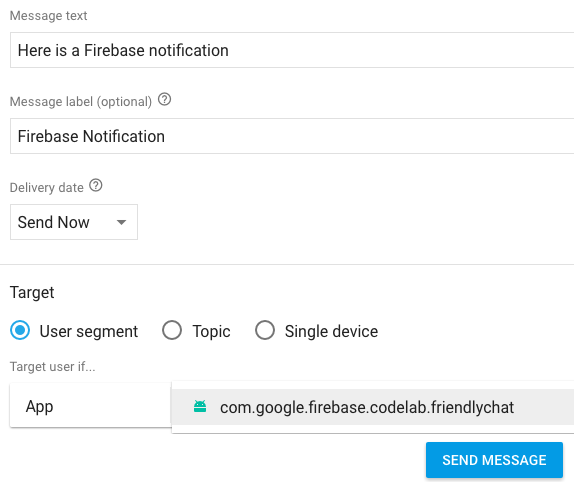 Message text
Here is a Firebase notification
Message label (optional) ?
Firebase Notification
Delivery date ?
Send Now
Target
User segment Topic Single device
Target user if...
App com.google.firebase.codelab.friendlychat
SEND MESSAGE